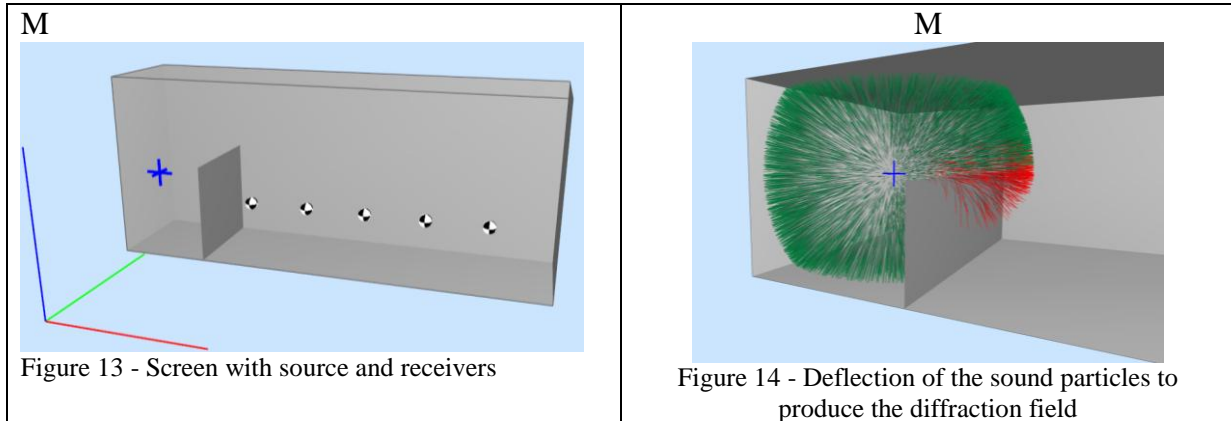 M
Figure 13 - Screen with source and receivers
M
Figure 14 - Deflection of the sound particles to
produce the diffraction field